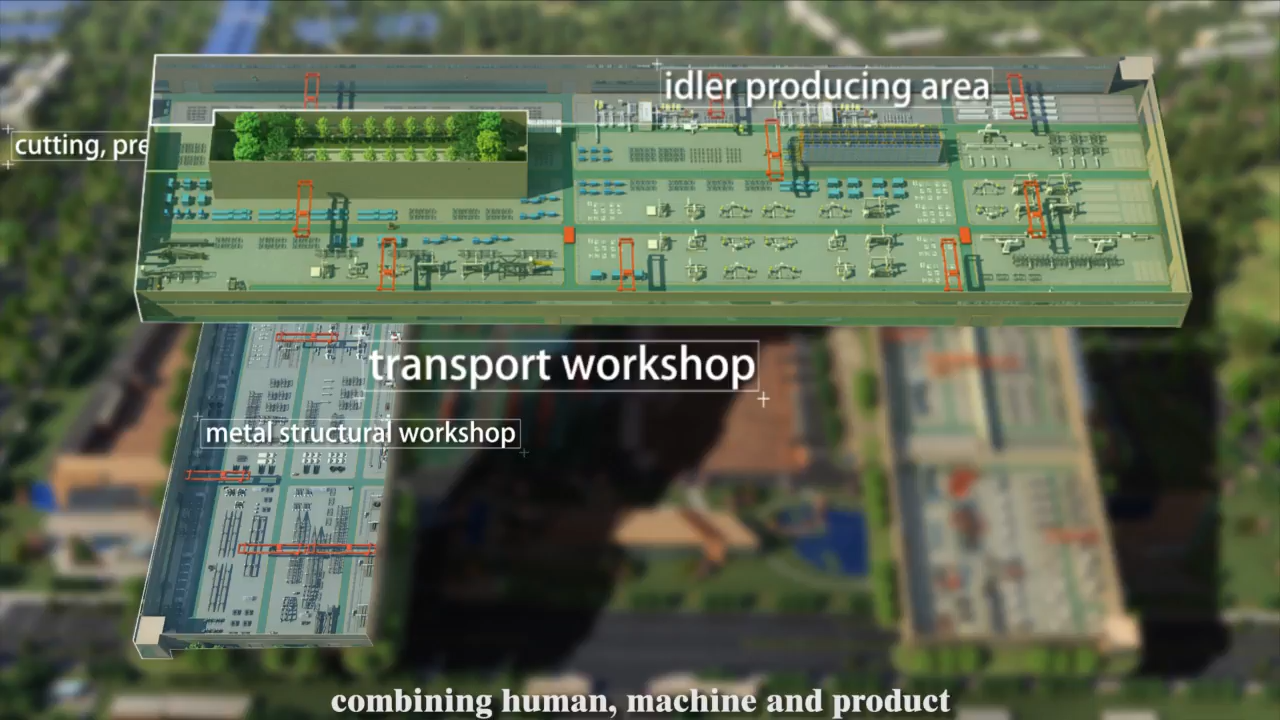 idler producing area
cutting, pre
transport workshop
metal structural workshop
combining human, machine and product